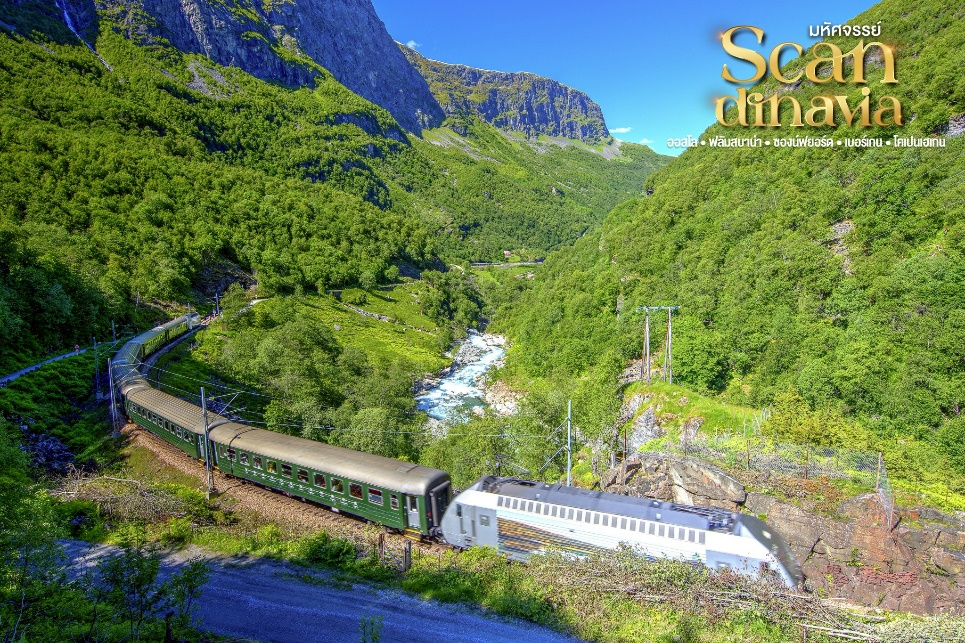 มหัศจรรย์
Scan
dinavia
ออสโล • ฟลัมสบาน่า • ซองน์ฟยอร์ด • เบอร์เกน • โคเปนเฮเกน